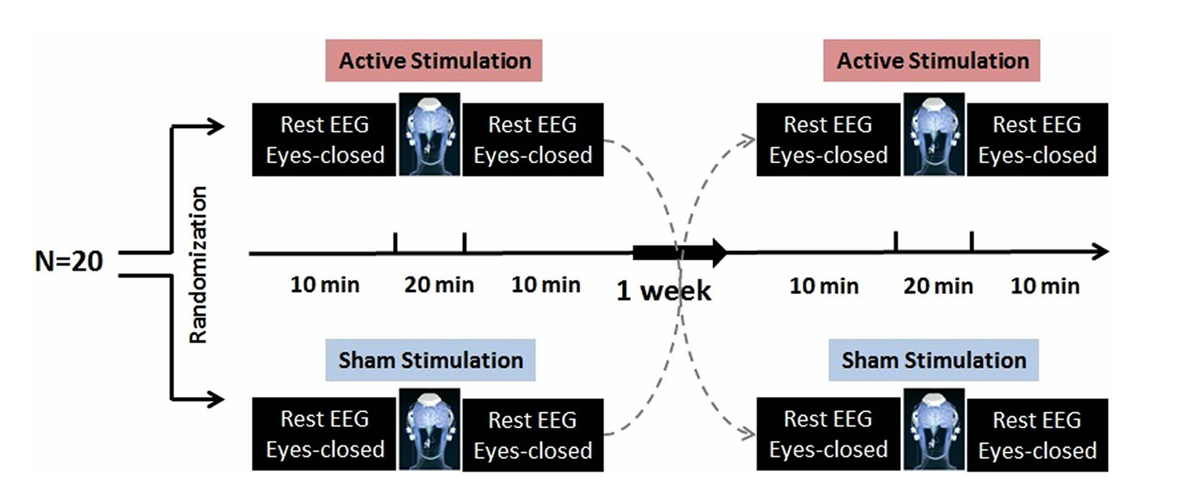 Active Stimulation
Active Stimulation
Rest EEG
Eyes-closed
Rest EEG
Eyes-closed
Rest EEG
Eyes-closed
Rest EEG
Eyes-closed
N=20
Randomization
10 min
20 min
10 min
1 week
10 min
20 min
10 min
Sham Stimulation
Sham Stimulation
Rest EEG
Eyes-closed
Rest EEG
Eyes-closed
Rest EEG
Eyes-closed
Rest EEG
Eyes-closed